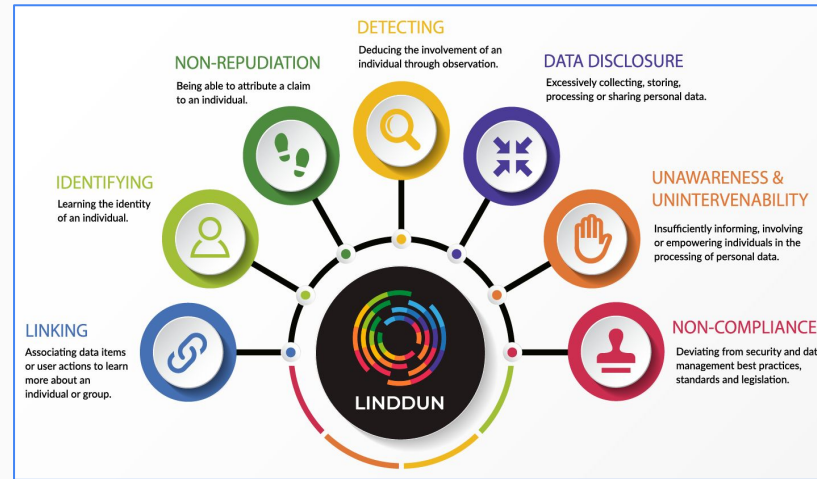 DETECTING
Deducing the involvement of an
individual through observation.
NON-REPUDIATION
Being able to attribute a claim
to an individual.
DATA DISCLOSURE
Excessively collecting, storing,
processing or sharing personal data.
IDENTIFYING
Learning the identity
of an individual.
UNAWARENESS &
UNINTERVENABILITY
Insufficiently informing, involving
or empowering individuals in the
processing of personal data.
LINKING
Associating data items
or user actions to learn
more about an
individual or group.
NON-COMPLIANCE
Deviating from security and dat
management best practices,
standards and legislation.
LINDDUN